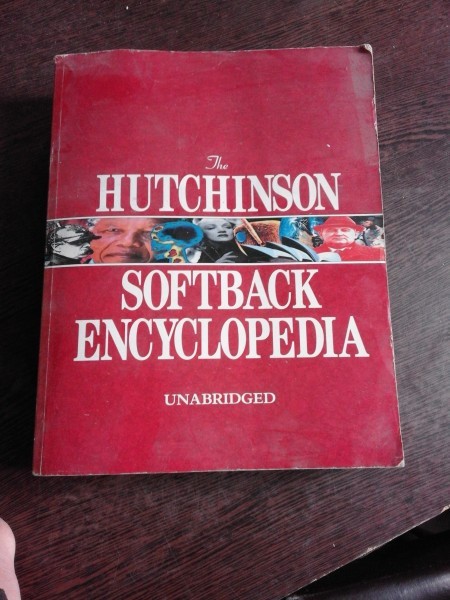 The
HUTCHINSON
SOFTBACK
ENCYCLOPEDIA
UNABRIDGED